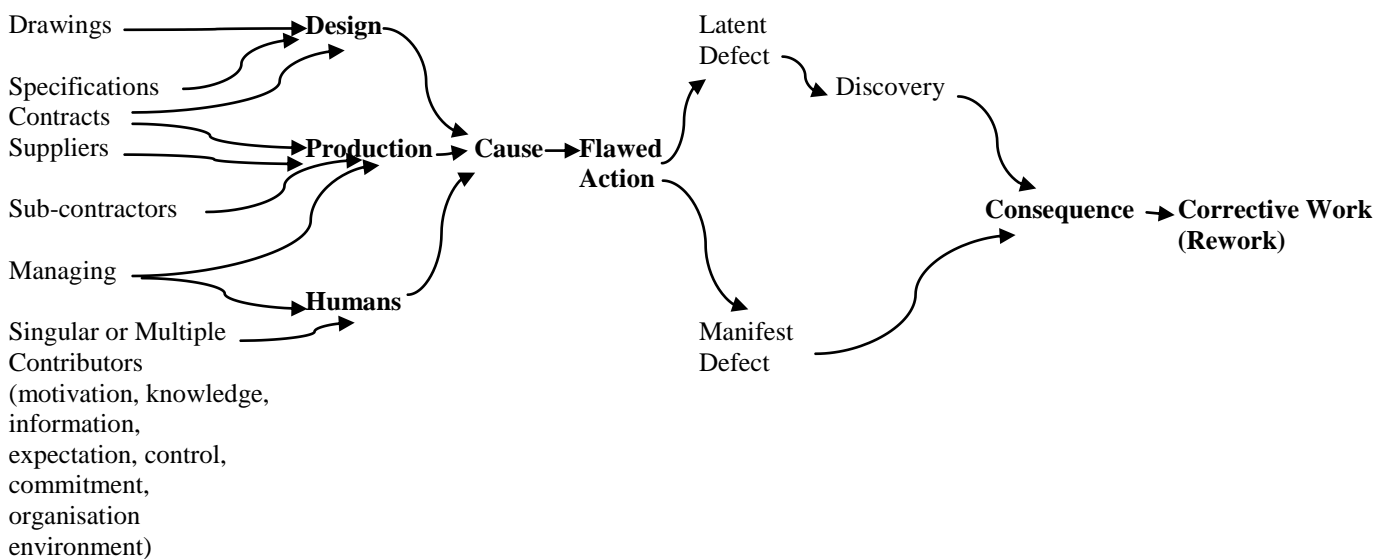 Drawings
Design
Specifications
Contracts
Suppliers
Production
Sub-contractors
Managing
Humans
Singular or Multiple
Contributors
(motivation, knowledge,
information,
expectation, control,
commitment,
organisation
environment)
Cause
Flawed
Action
Latent
Defect
Discovery
Manifest
Defect
Consequence
Corrective Work
(Rework)